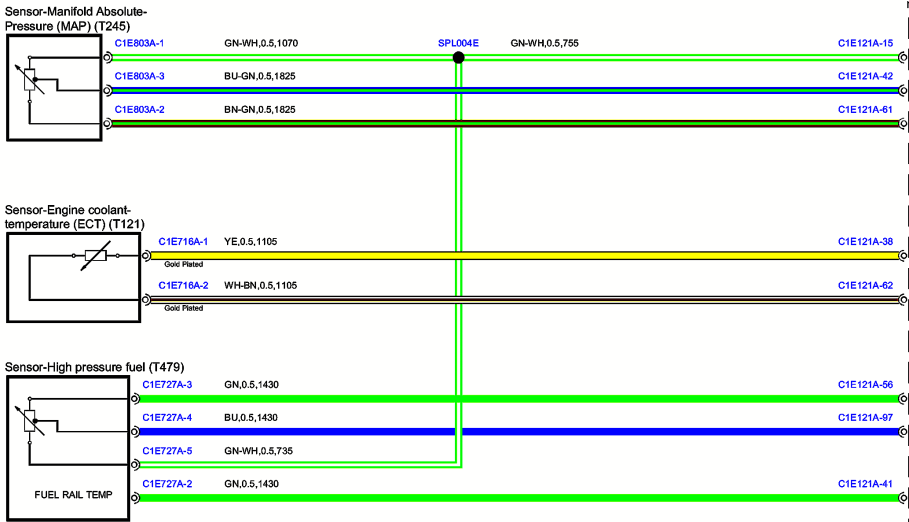 Sensor-Manifold Absolute-
Pressure (MAP) (T245)
C1E803A-1 GN-WH,0.5,1070 SPL004E GN-WH,0.5,755 C1E121A-15
C1E803A-3 BU-GN,0.5,1825 C1E121A-42
C1E803A-2 BN-GN,0.5,1825 C1E121A-61
Sensor-Engine coolant-
temperature (ECT) (T121)
C1E716A-1 YE,0.5,1105 C1E121A-38
Gold Plated
C1E716A-2 WH-BN,0.5,1105 C1E121A-62
Gold Plated
Sensor-High pressure fuel (T479)
C1E727A-3 GN,0.5,1430 C1E121A-56
C1E727A-4 BU,0.5,1430 C1E121A-97
C1E727A-5 GN-WH,0.5,735
C1E727A-2 GN,0.5,1430 C1E121A-41
FUEL RAIL TEMP